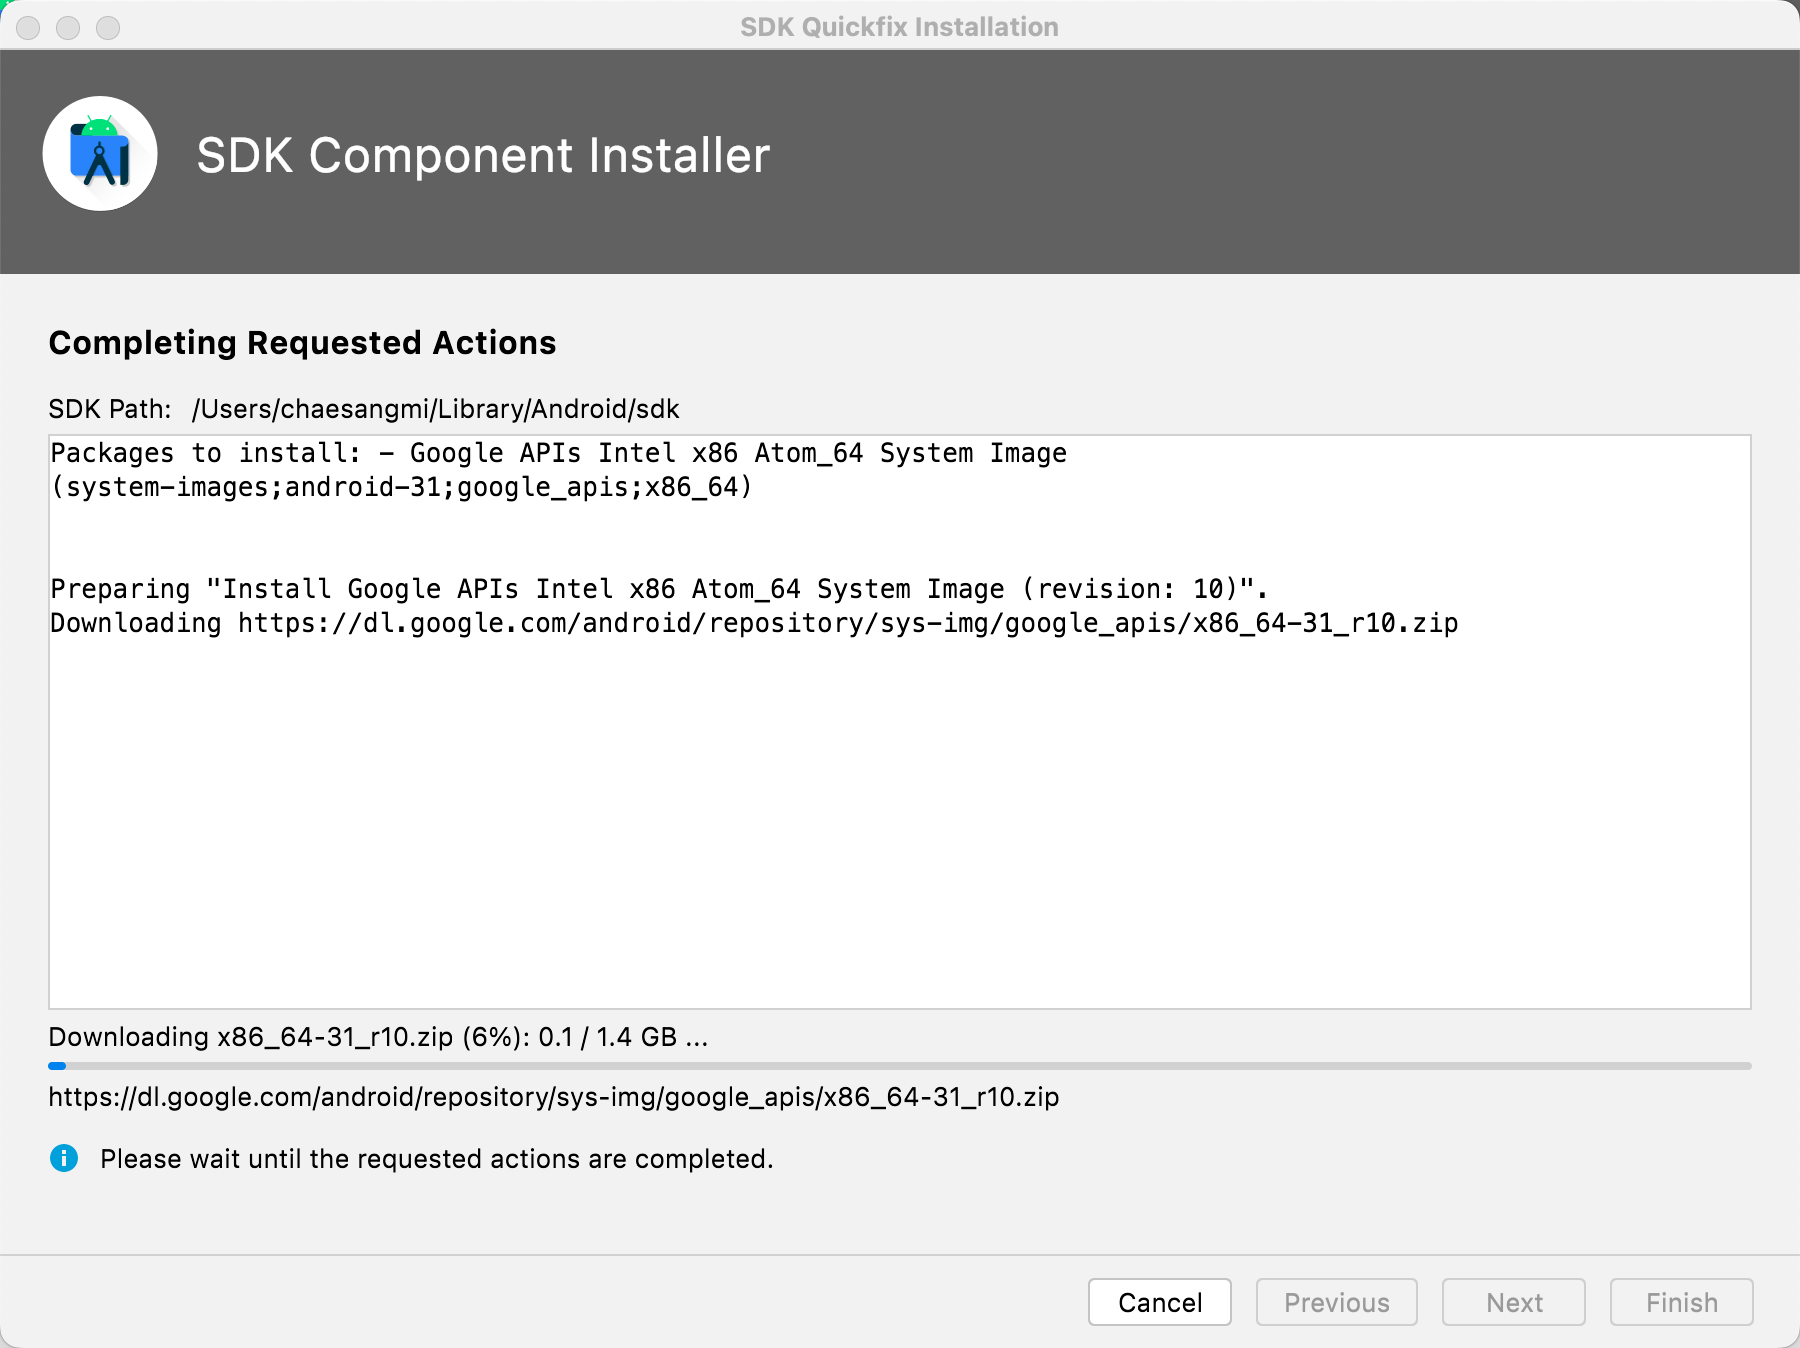 SDK Quickfix Installation
SDK Component Installer
Completing Requested Actions
SDK Path: /Users/chaesangmi/Library/Android/sdk
Packages to install: - Google APIs Intel x86 Atom_64 System Image
(system-images;android-31;google_apis;x86_64)
Preparing "Install Google APIs Intel x86 Atom_64 System Image (revision: 10)".
Downloading https://dl.google.com/android/repository/sys-img/google_apis/x86_64-31_r10.zip
Downloading x86_64-31_r10.zip (6%): 0.1 / 1.4 GB ...
https://dl.google.com/android/repository/sys-img/google_apis/x86_64-31_r10.zip
Please wait until the requested actions are completed.
Cancel Previous Next Finish